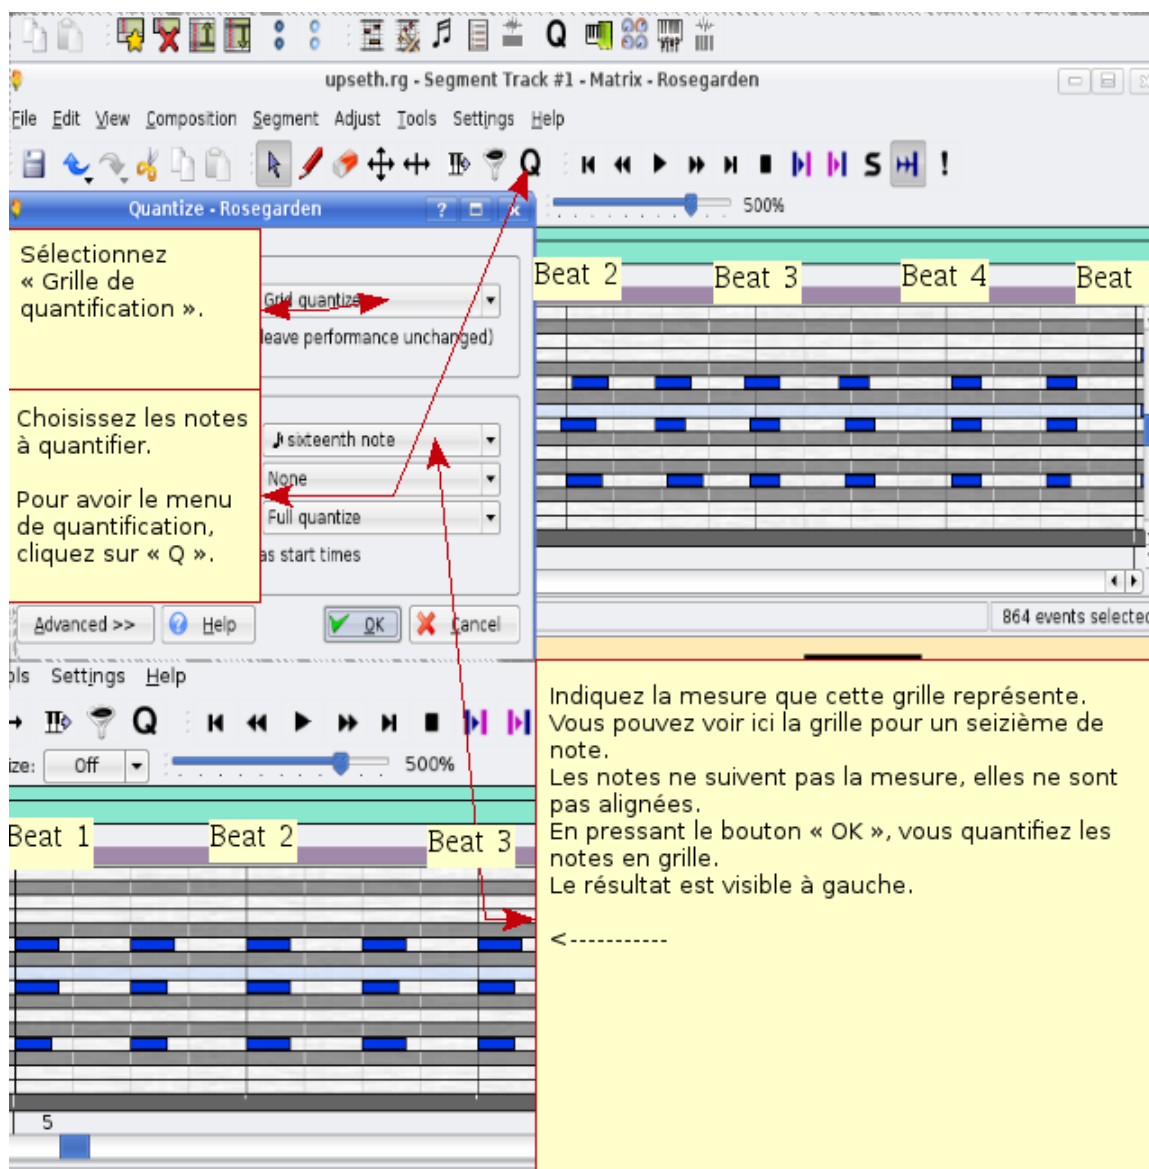 upseth.rg - Segment Track #1 - Matrix - Rosegarden
File Edit View Composition Segment Adjust Tools Settings Help
Q
Q
S
!
500%
Quantize - Rosegarden
?
Sélectionnez
« Grille de
quantification ».
Grid quantize
leave performance unchanged)
Choisissez les notes
à quantifier.
Pour avoir le menu
de quantification,
cliquez sur « Q ».
sixteenth note
None
Full quantize
as start times
Advanced >>
Help
OK
Cancel
Beat 2
Beat 3
Beat 4
Beat
864 events selected
ols Settings Help
Q
ize: Off
500%
Beat 1
Beat 2
Beat 3
5
Indiquez la mesure que cette grille représente.
Vous pouvez voir ici la grille pour un seizième de
note.
Les notes ne suivent pas la mesure, elles ne sont
pas alignées.
En pressant le bouton « OK », vous quantifiez les
notes en grille.
Le résultat est visible à gauche.
<-----------